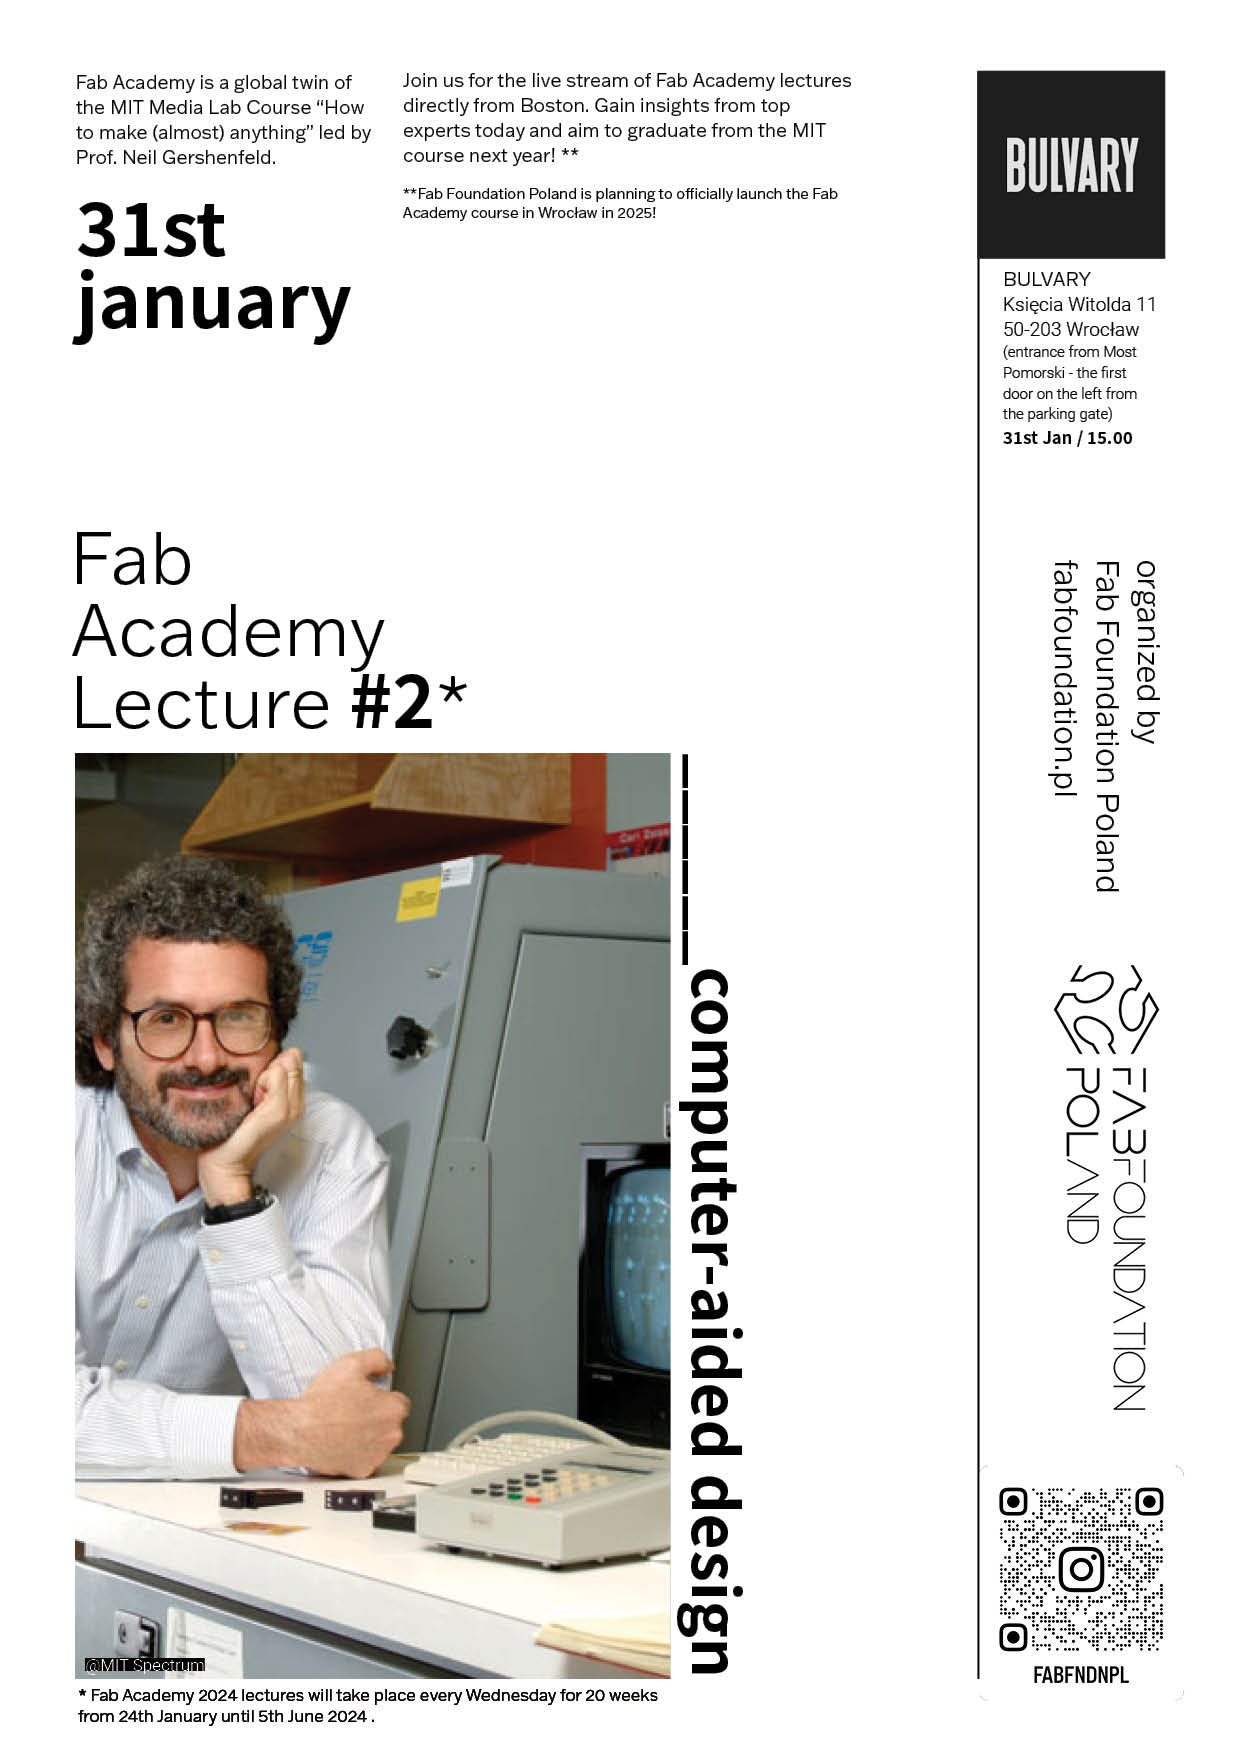 Fab Academy is a global twin of
the MIT Media Lab Course “How
to make (almost) anything” led by
Prof. Neil Gershenfeld.
31st
january
Join us for the live stream of Fab Academy lectures
directly from Boston. Gain insights from top
experts today and aim to graduate from the MIT
course next year! **
**Fab Foundation Poland is planning to officially launch the Fab
Academy course in Wrocław in 2025!
BULVARY
BULVARY
Księcia Witolda 11
50-203 Wrocław
(entrance from Most
Pomorski - the first
door on the left from
the parking gate)
31st Jan / 15.00
Fab
Academy
Lecture #2*
______computer-aided design
@MIT Spectrum
* Fab Academy 2024 lectures will take place every Wednesday for 20 weeks
from 24th January until 5th June 2024 .
organized by
Fab Foundation Poland
fabfoundation.pl
FABFOUNDATION
POLAND
FABFNDNPL